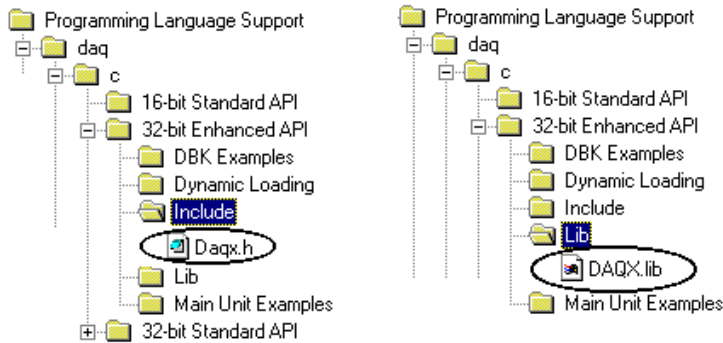 Programming Language Support
daq
c
16-bit Standard API
32-bit Enhanced API
DBK Examples
Dynamic Loading
Include
Daqx.h
Lib
Main Unit Examples
32-bit Standard API
Programming Language Support
daq
c
16-bit Standard API
32-bit Enhanced API
DBK Examples
Dynamic Loading
Include
Lib
DAQX.lib
Main Unit Examples